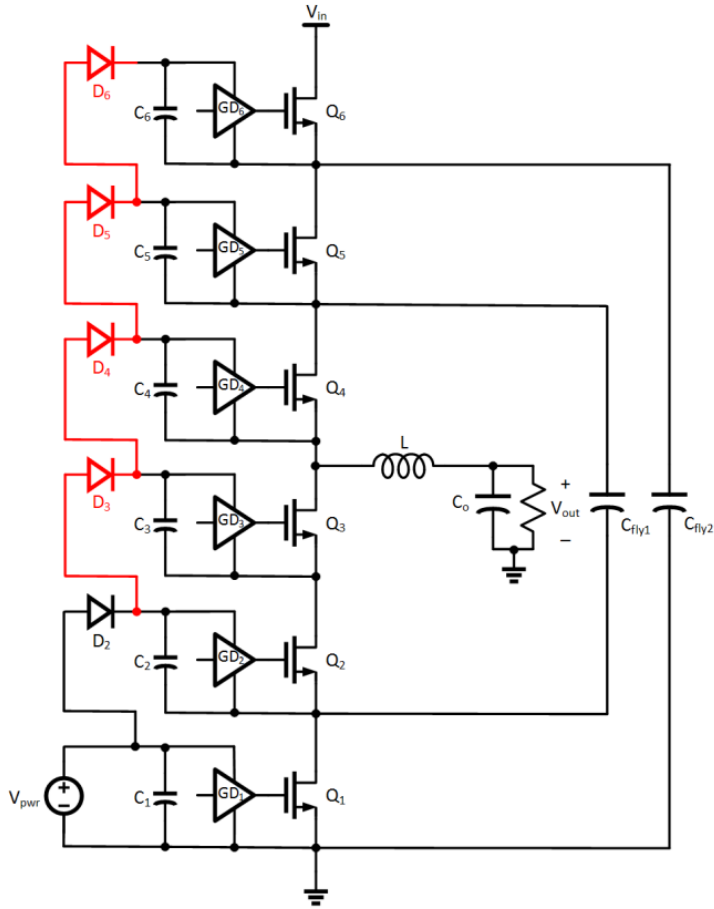 V_in
D_6
C_6
GD_6
Q_6
D_5
C_5
GD_5
Q_5
D_4
C_4
GD_4
Q_4
L
D_3
C_3
GD_3
Q_3
C_o
+
V_out
–
C_fly1
C_fly2
D_2
C_2
GD_2
Q_2
V_pwr
+
–
C_1
GD_1
Q_1